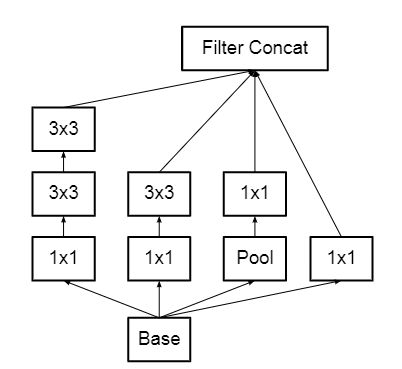 Filter Concat
3x3
3x3 3x3 1x1
1x1 1x1 Pool 1x1
Base